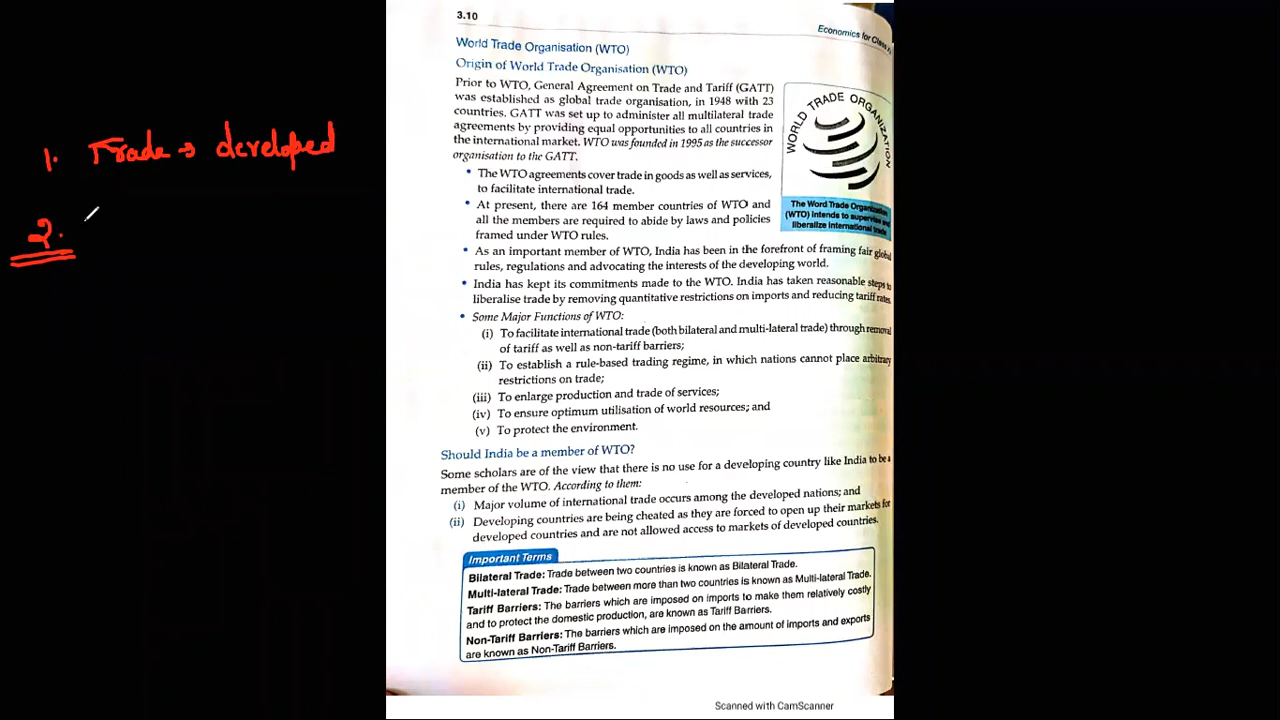 1. Trade → developed
2.
3.10
Economics for Class
World Trade Organisation (WTO)
Origin of World Trade Organisation (WTO)
Prior to WTO, General Agreement on Trade and Tariff (GATT)
was established as global trade organisation, in 1948 with 23
countries. GATT was set up to administer all multilateral trade
agreements by providing equal opportunities to all countries in
the international market. WTO was founded in 1995 as the successor
organisation to the GATT.
WORLD TRADE ORGANIZATION
The Word Trade Organization
(WTO) intends to supervise and
liberalize international trade
• The WTO agreements cover trade in goods as well as services,
to facilitate international trade.
• At present, there are 164 member countries of WTO and
all the members are required to abide by laws and policies
framed under WTO rules.
• As an important member of WTO, India has been in the forefront of framing fair global
rules, regulations and advocating the interests of the developing world.
• India has kept its commitments made to the WTO. India has taken reasonable steps to
liberalise trade by removing quantitative restrictions on imports and reducing tariff rates.
• Some Major Functions of WTO:
(i) To facilitate international trade (both bilateral and multi-lateral trade) through removal
of tariff as well as non-tariff barriers;
(ii) To establish a rule-based trading regime, in which nations cannot place arbitrary
restrictions on trade;
(iii) To enlarge production and trade of services;
(iv) To ensure optimum utilisation of world resources; and
(v) To protect the environment.
Should India be a member of WTO?
Some scholars are of the view that there is no use for a developing country like India to be a
member of the WTO. According to them:
(i) Major volume of international trade occurs among the developed nations; and
(ii) Developing countries are being cheated as they are forced to open up their markets for
developed countries and are not allowed access to markets of developed countries.
Important Terms
Bilateral Trade: Trade between two countries is known as Bilateral Trade.
Multi-lateral Trade: Trade between more than two countries is known as Multi-lateral Trade.
Tariff Barriers: The barriers which are imposed on imports to make them relatively costly
and to protect the domestic production, are known as Tariff Barriers.
Non-Tariff Barriers: The barriers which are imposed on the amount of imports and exports
are known as Non-Tariff Barriers.
Scanned with CamScanner